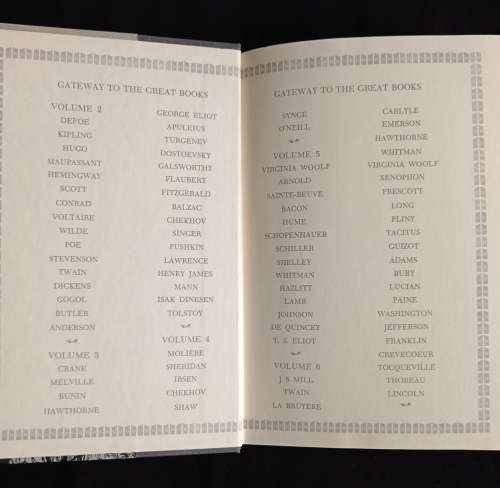 GATEWAY TO THE GREAT BOOKS
VOLUME 2
DEFOE
KIPLING
HUGO
MAUPASSANT
HEMINGWAY
SCOTT
CONRAD
VOLTAIRE
WILDE
POE
STEVENSON
TWAIN
DICKENS
GOGOL
BUTLER
ANDERSON
VOLUME 3
CRANE
MELVILLE
BUNIN
HAWTHORNE
GEORGE ELIOT
APULEIUS
TURGENEV
DOSTOEVSKY
GALSWORTHY
FLAUBERT
FITZGERALD
BALZAC
CHEKHOV
SINGER
PUSHKIN
LAWRENCE
HENRY JAMES
MANN
ISAK DINESEN
TOLSTOY
VOLUME 4
MOLIÈRE
SHERIDAN
IBSEN
CHEKHOV
SHAW
GATEWAY TO THE GREAT BOOKS
SYNGE
O'NEILL
VOLUME 5
VIRGINIA WOOLF
ARNOLD
SAINTE-BEUVE
BACON
HUME
SCHOPENHAUER
SCHILLER
SHELLEY
WHITMAN
HAZLITT
LAMB
JOHNSON
DE QUINCEY
T. S. ELIOT
VOLUME 6
J. S. MILL
TWAIN
LA BRUYÈRE
CARLYLE
EMERSON
HAWTHORNE
WHITMAN
VIRGINIA WOOLF
XENOPHON
PRESCOTT
LONG
PLINY
TACITUS
GUIZOT
ADAMS
BURY
LUCIAN
PAINE
WASHINGTON
JEFFERSON
FRANKLIN
CREVECOEUR
TOCQUEVILLE
THOREAU
LINCOLN